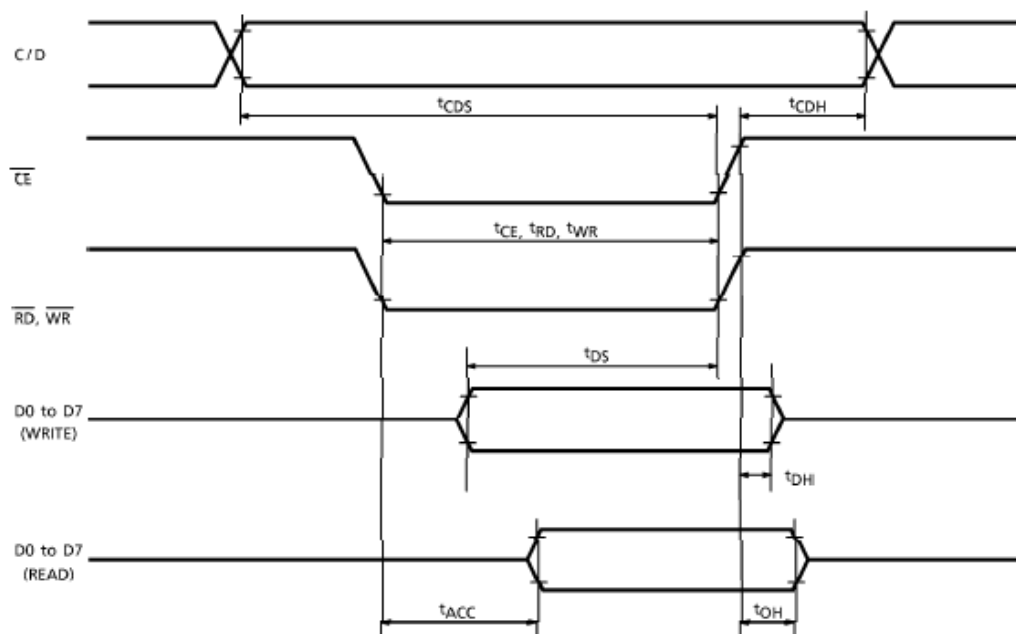 C/D
tCDS
tCDH
CE
tCE, tRD, tWR
RD, WR
tDS
D0 to D7
(WRITE)
tDHI
D0 to D7
(READ)
tACC
tOH